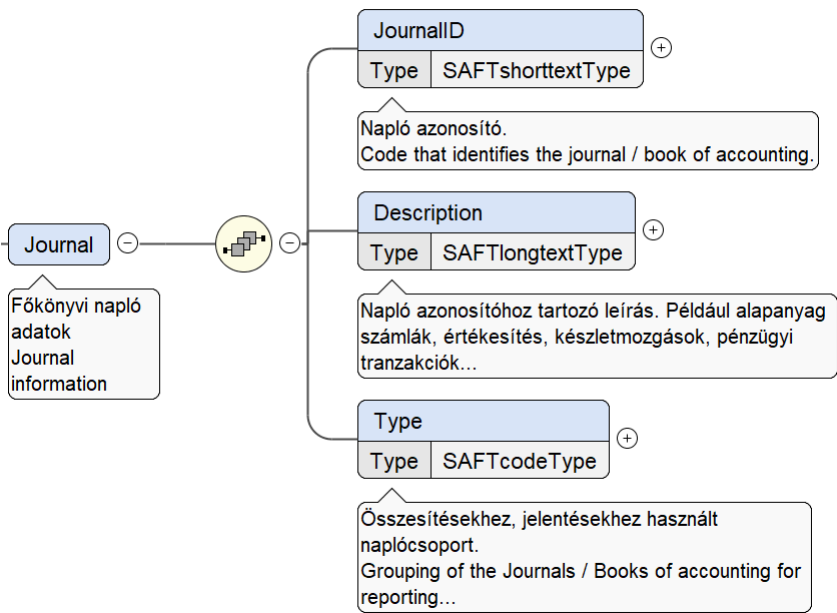 JournalID
Type SAFTshorttextType
Napló azonosító.
Code that identifies the journal / book of accounting.
Journal
Főkönyvi napló
adatok
Journal
information
Description
Type SAFTlongtextType
Napló azonosítóhoz tartozó leírás. Például alapanyag
számlák, értékesítés, készletmozgások, pénzügyi
tranzakciók...
Type
Type SAFTcodeType
Összesítésekhez, jelentésekhez használt
naplócsoport.
Grouping of the Journals / Books of accounting for
reporting...